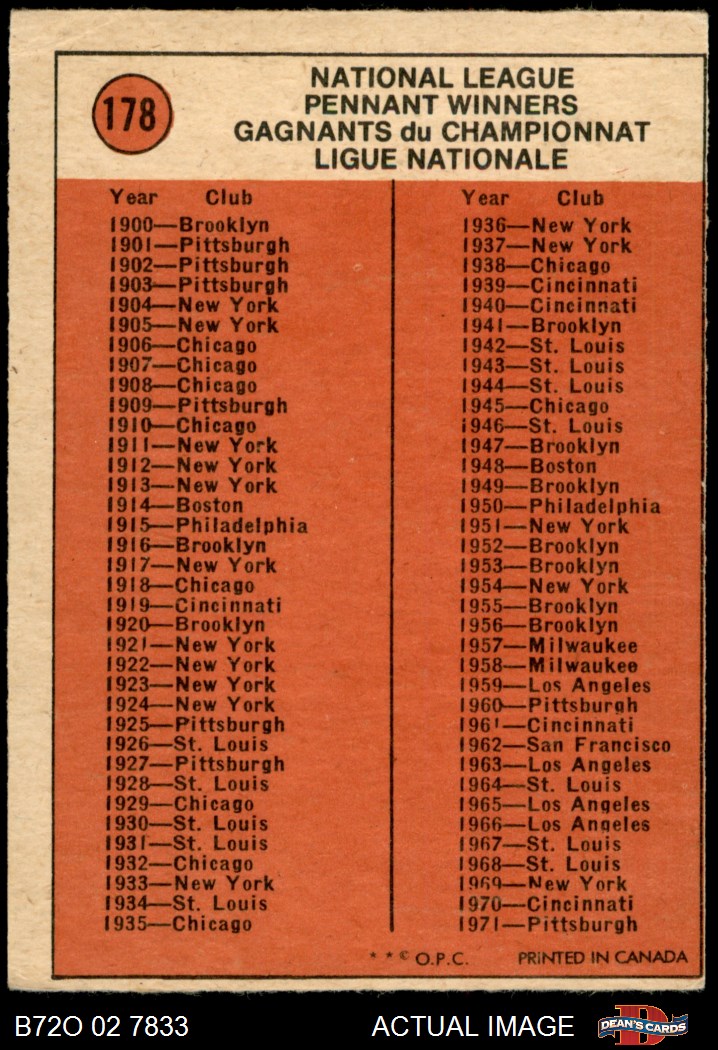 178
NATIONAL LEAGUE
PENNANT WINNERS
GAGNANTS du CHAMPIONNAT
LIGUE NATIONALE
Year Club
1900—Brooklyn
1901—Pittsburgh
1902—Pittsburgh
1903—Pittsburgh
1904—New York
1905—New York
1906—Chicago
1907—Chicago
1908—Chicago
1909—Pittsburgh
1910—Chicago
1911—New York
1912—New York
1913—New York
1914—Boston
1915—Philadelphia
1916—Brooklyn
1917—New York
1918—Chicago
1919—Cincinnati
1920—Brooklyn
1921—New York
1922—New York
1923—New York
1924—New York
1925—Pittsburgh
1926—St. Louis
1927—Pittsburgh
1928—St. Louis
1929—Chicago
1930—St. Louis
1931—St. Louis
1932—Chicago
1933—New York
1934—St. Louis
1935—Chicago
Year Club
1936—New York
1937—New York
1938—Chicago
1939—Cincinnati
1940—Cincinnati
1941—Brooklyn
1942—St. Louis
1943—St. Louis
1944—St. Louis
1945—Chicago
1946—St. Louis
1947—Brooklyn
1948—Boston
1949—Brooklyn
1950—Philadelphia
1951—New York
1952—Brooklyn
1953—Brooklyn
1954—New York
1955—Brooklyn
1956—Brooklyn
1957—Milwaukee
1958—Milwaukee
1959—Los Angeles
1960—Pittsburgh
1961—Cincinnati
1962—San Francisco
1963—Los Angeles
1964—St. Louis
1965—Los Angeles
1966—Los Angeles
1967—St. Louis
1968—St. Louis
1969—New York
1970—Cincinnati
1971—Pittsburgh
* * © O.P.C. PRINTED IN CANADA
B72O 02 7833 ACTUAL IMAGE D DEAN'S CARDS